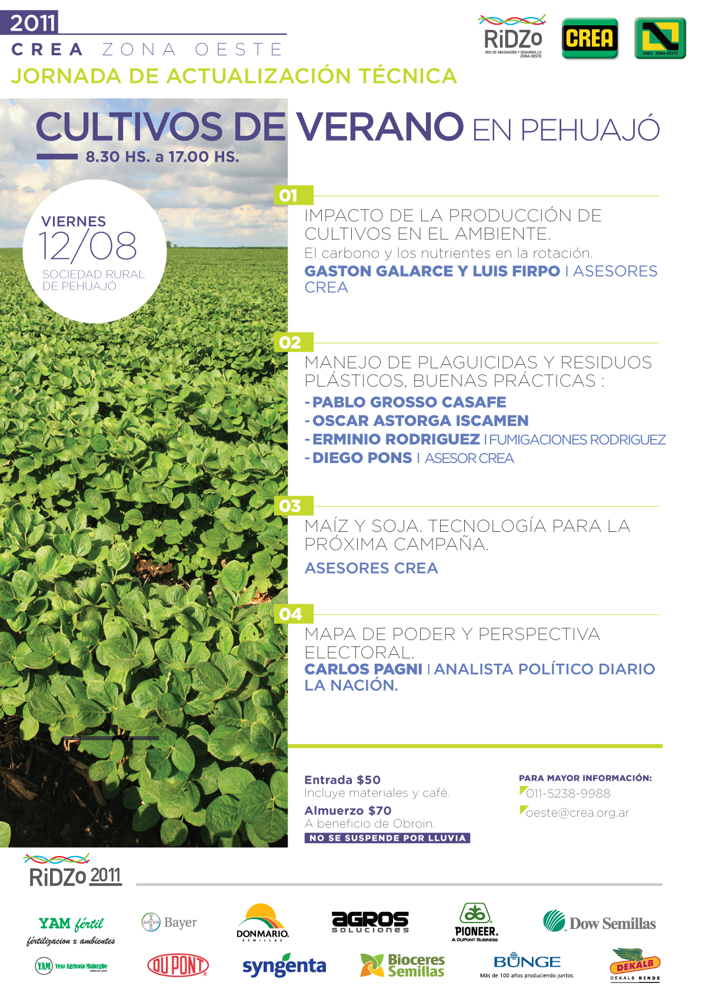 2011
CREA ZONA OESTE
JORNADA DE ACTUALIZACIÓN TÉCNICA
RiDZo
RED DE INNOVACIÓN Y DESARROLLO
ZONA OESTE
CREA
CREA ZONA OESTE
CULTIVOS DE VERANO EN PEHUAJÓ
8.30 HS. a 17.00 HS.
VIERNES
12/08
SOCIEDAD RURAL
DE PEHUAJÓ
01
IMPACTO DE LA PRODUCCIÓN DE
CULTIVOS EN EL AMBIENTE.
El carbono y los nutrientes en la rotación.
GASTON GALARCE Y LUIS FIRPO | ASESORES
CREA
02
MANEJO DE PLAGUICIDAS Y RESIDUOS
PLÁSTICOS, BUENAS PRÁCTICAS :
- PABLO GROSSO CASAFE
- OSCAR ASTORGA ISCAMEN
- ERMINIO RODRIGUEZ | FUMIGACIONES RODRIGUEZ
- DIEGO PONS | ASESOR CREA
03
MAÍZ Y SOJA. TECNOLOGÍA PARA LA
PRÓXIMA CAMPAÑA.
ASESORES CREA
04
MAPA DE PODER Y PERSPECTIVA
ELECTORAL.
CARLOS PAGNI | ANALISTA POLÍTICO DIARIO
LA NACIÓN.
Entrada $50
Incluye materiales y café.
Almuerzo $70
A beneficio de Obroin.
NO SE SUSPENDE POR LLUVIA
PARA MAYOR INFORMACIÓN:
011-5238-9988
oeste@crea.org.ar
RiDZo 2011
YAM fértil
fértilizacion x ambientes
BAYER
BAYER
Bayer
DONMARIO.
SEMILLAS
AGROS
SOLUCIONES
PIONEER®
A DUPONT BUSINESS
Dow Semillas
YAM Yeso Agrícola Malargüe
sulfato de calcio
DU PONT®
syngenta
Bioceres
Semillas
BUNGE
Más de 100 años produciendo juntos.
DEKALB
DEKALB RINDE